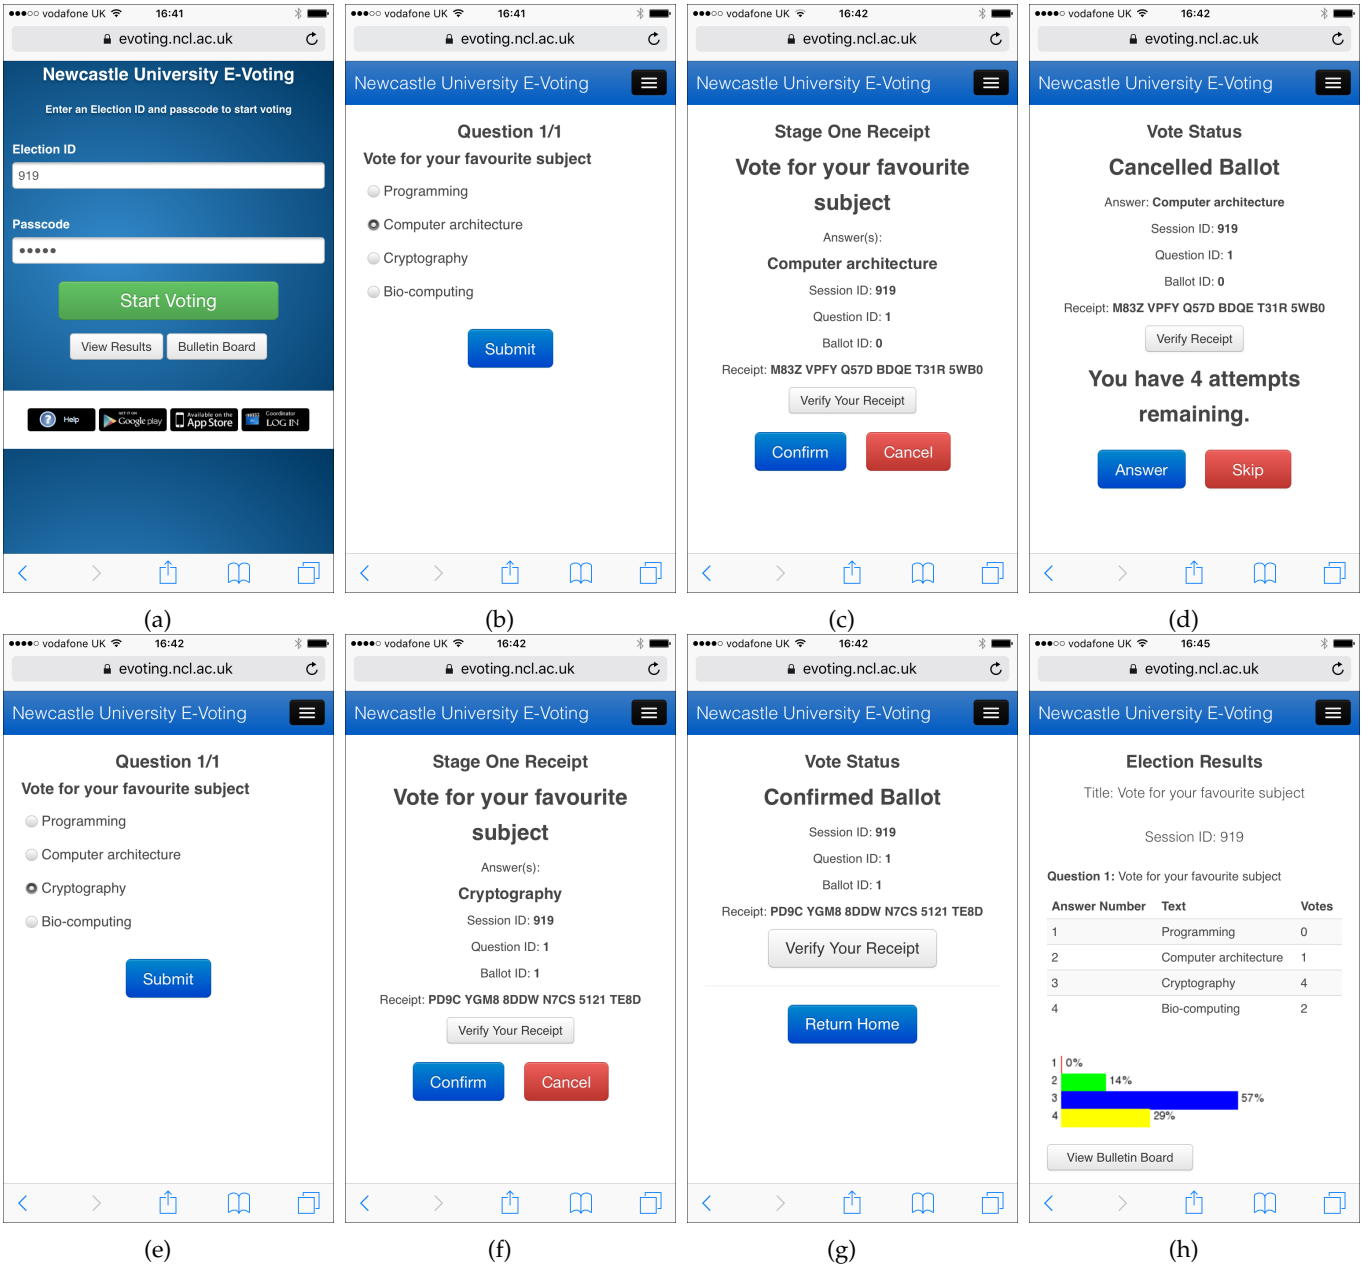 vodafone UK 16:41
evoting.ncl.ac.uk
Newcastle University E-Voting
Enter an Election ID and passcode to start voting
Election ID
919
Passcode
Start Voting
View Results Bulletin Board
Help GET IT ON Google play Available on the App Store Coordinator LOG IN
(a)
vodafone UK 16:41
evoting.ncl.ac.uk
Newcastle University E-Voting
Question 1/1
Vote for your favourite subject
Programming
Computer architecture
Cryptography
Bio-computing
Submit
(b)
vodafone UK 16:42
evoting.ncl.ac.uk
Newcastle University E-Voting
Stage One Receipt
Vote for your favourite
subject
Answer(s):
Computer architecture
Session ID: 919
Question ID: 1
Ballot ID: 0
Receipt: M83Z VPFY Q57D BDQE T31R 5WB0
Verify Your Receipt
Confirm Cancel
(c)
vodafone UK 16:42
evoting.ncl.ac.uk
Newcastle University E-Voting
Vote Status
Cancelled Ballot
Answer: Computer architecture
Session ID: 919
Question ID: 1
Ballot ID: 0
Receipt: M83Z VPFY Q57D BDQE T31R 5WB0
Verify Receipt
You have 4 attempts
remaining.
Answer Skip
(d)
vodafone UK 16:42
evoting.ncl.ac.uk
Newcastle University E-Voting
Question 1/1
Vote for your favourite subject
Programming
Computer architecture
Cryptography
Bio-computing
Submit
(e)
vodafone UK 16:42
evoting.ncl.ac.uk
Newcastle University E-Voting
Stage One Receipt
Vote for your favourite
subject
Answer(s):
Cryptography
Session ID: 919
Question ID: 1
Ballot ID: 1
Receipt: PD9C YGM8 8DDW N7CS 5121 TE8D
Verify Your Receipt
Confirm Cancel
(f)
vodafone UK 16:42
evoting.ncl.ac.uk
Newcastle University E-Voting
Vote Status
Confirmed Ballot
Session ID: 919
Question ID: 1
Ballot ID: 1
Receipt: PD9C YGM8 8DDW N7CS 5121 TE8D
Verify Your Receipt
Return Home
(g)
vodafone UK 16:45
evoting.ncl.ac.uk
Newcastle University E-Voting
Election Results
Title: Vote for your favourite subject
Session ID: 919
Question 1: Vote for your favourite subject
Answer Number Text Votes
1 Programming 0
2 Computer architecture 1
3 Cryptography 4
4 Bio-computing 2
1 0%
2 14%
3 57%
4 29%
View Bulletin Board
(h)